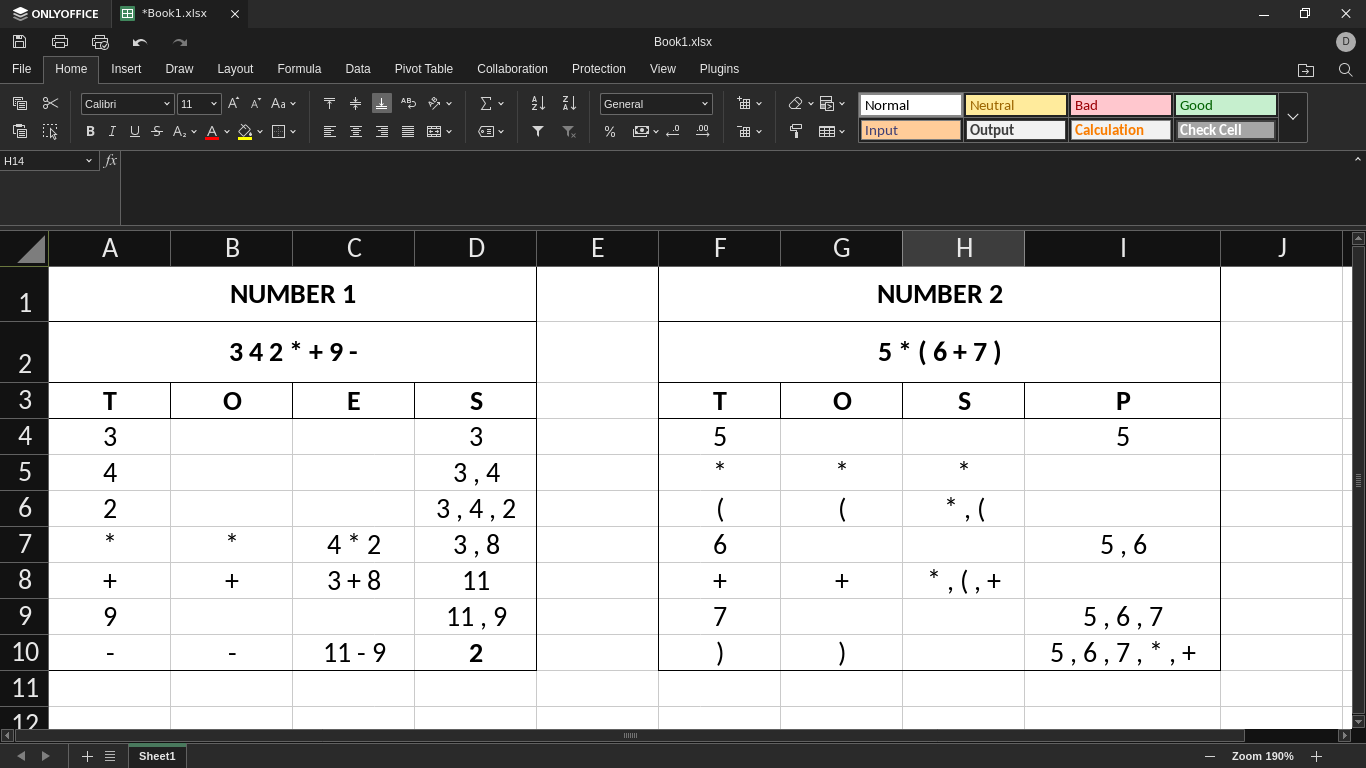 ONLYOFFICE *Book1.xlsx
Book1.xlsx D
File Home Insert Draw Layout Formula Data Pivot Table Collaboration Protection View Plugins
Calibri 11 General Normal Neutral Bad Good
Input Output Calculation Check Cell
H14 fx
A B C D E F G H I J
1 NUMBER 1 NUMBER 2
2 3 4 2 * + 9 - 5 * ( 6 + 7 )
3 T O E S T O S P
4 3 3 5 5
5 4 3 , 4 * * *
6 2 3 , 4 , 2 ( ( * , (
7 * * 4 * 2 3 , 8 6 5 , 6
8 + + 3 + 8 11 + + * , ( , +
9 9 11 , 9 7 5 , 6 , 7
10 - - 11 - 9 2 ) ) 5 , 6 , 7 , * , +
11
12
Sheet1 Zoom 190%